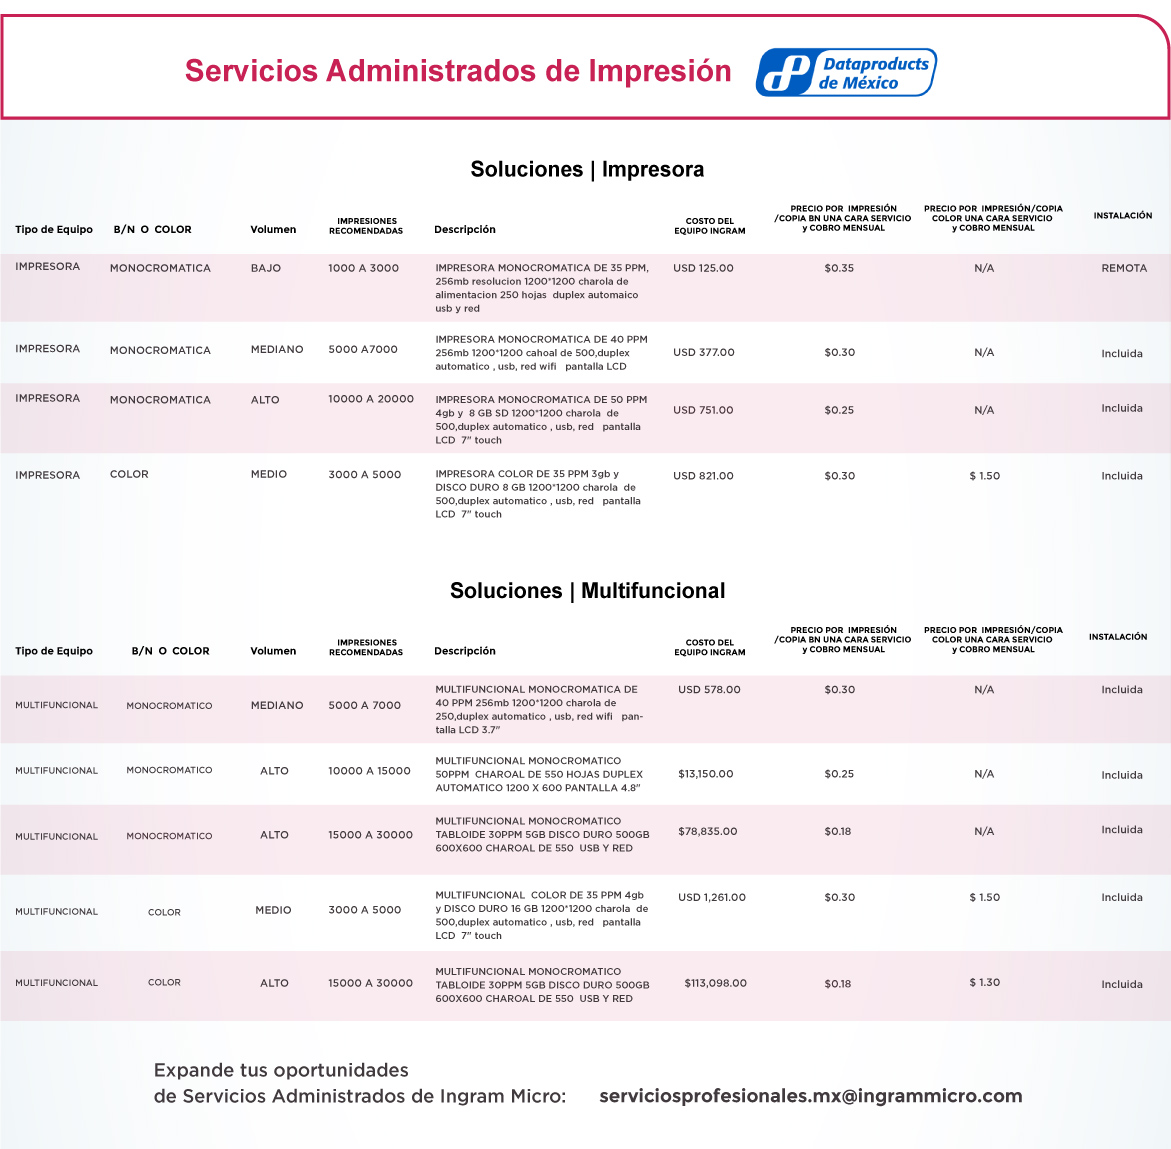 Servicios Administrados de Impresión
dp Dataproducts
de México
Soluciones | Impresora
Tipo de Equipo B/N O COLOR Volumen IMPRESIONES RECOMENDADAS Descripción COSTO DEL EQUIPO INGRAM PRECIO POR IMPRESIÓN /COPIA BN UNA CARA SERVICIO y COBRO MENSUAL PRECIO POR IMPRESIÓN/COPIA COLOR UNA CARA SERVICIO y COBRO MENSUAL INSTALACIÓN
IMPRESORA MONOCROMATICA BAJO 1000 A 3000 IMPRESORA MONOCROMATICA DE 35 PPM, USD 125.00 $0.35 N/A REMOTA
256mb resolucion 1200*1200 charola de
alimentacion 250 hojas duplex automaico
usb y red
IMPRESORA MONOCROMATICA MEDIANO 5000 A7000 IMPRESORA MONOCROMATICA DE 40 PPM
256mb 1200*1200 cahoal de 500,duplex USD 377.00 $0.30 N/A Incluida
automatico , usb, red wifi pantalla LCD
IMPRESORA MONOCROMATICA ALTO 10000 A 20000 IMPRESORA MONOCROMATICA DE 50 PPM
4gb y 8 GB SD 1200*1200 charola de USD 751.00 $0.25 N/A Incluida
500,duplex automatico , usb, red pantalla
LCD 7" touch
IMPRESORA COLOR MEDIO 3000 A 5000 IMPRESORA COLOR DE 35 PPM 3gb y USD 821.00 $0.30 $ 1.50 Incluida
DISCO DURO 8 GB 1200*1200 charola de
500,duplex automatico , usb, red pantalla
LCD 7" touch
Soluciones | Multifuncional
Tipo de Equipo B/N O COLOR Volumen IMPRESIONES RECOMENDADAS Descripción COSTO DEL EQUIPO INGRAM PRECIO POR IMPRESIÓN /COPIA BN UNA CARA SERVICIO y COBRO MENSUAL PRECIO POR IMPRESIÓN/COPIA COLOR UNA CARA SERVICIO y COBRO MENSUAL INSTALACIÓN
MULTIFUNCIONAL MONOCROMATICO MEDIANO 5000 A 7000 MULTIFUNCIONAL MONOCROMATICA DE USD 578.00 $0.30 N/A Incluida
40 PPM 256mb 1200*1200 charola de
250,duplex automatico , usb, red wifi pan-
talla LCD 3.7"
MULTIFUNCIONAL MONOCROMATICO ALTO 10000 A 15000 MULTIFUNCIONAL MONOCROMATICO
50PPM CHAROAL DE 550 HOJAS DUPLEX $13,150.00 $0.25 N/A Incluida
AUTOMATICO 1200 X 600 PANTALLA 4.8"
MULTIFUNCIONAL MONOCROMATICO ALTO 15000 A 30000 MULTIFUNCIONAL MONOCROMATICO
TABLOIDE 30PPM 5GB DISCO DURO 500GB $78,835.00 $0.18 N/A Incluida
600X600 CHAROAL DE 550 USB Y RED
MULTIFUNCIONAL COLOR MEDIO 3000 A 5000 MULTIFUNCIONAL COLOR DE 35 PPM 4gb USD 1,261.00 $0.30 $ 1.50 Incluida
y DISCO DURO 16 GB 1200*1200 charola de
500,duplex automatico , usb, red pantalla
LCD 7" touch
MULTIFUNCIONAL COLOR ALTO 15000 A 30000 MULTIFUNCIONAL MONOCROMATICO
TABLOIDE 30PPM 5GB DISCO DURO 500GB $113,098.00 $0.18 $ 1.30 Incluida
600X600 CHAROAL DE 550 USB Y RED
Expande tus oportunidades
de Servicios Administrados de Ingram Micro: serviciosprofesionales.mx@ingrammicro.com